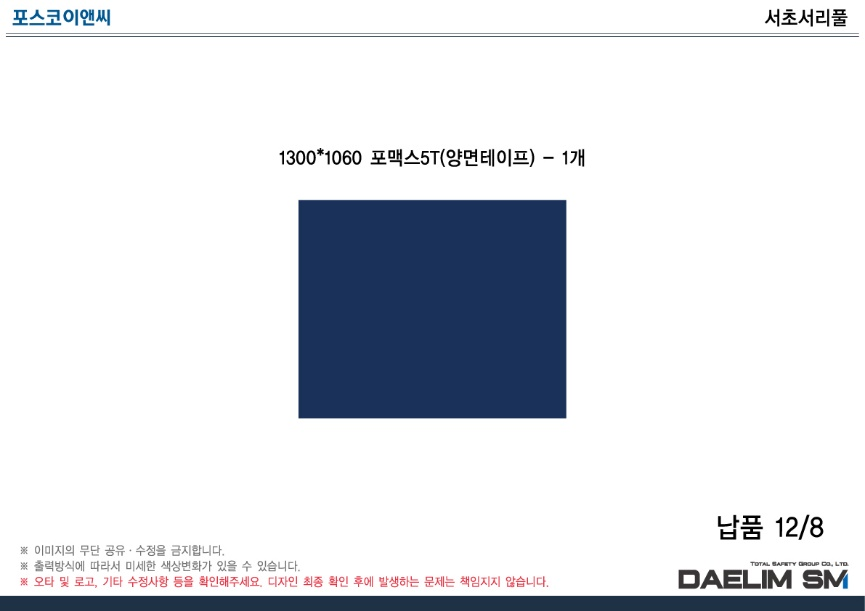 포스코이앤씨
서초서리풀
1300*1060 포맥스5T(양면테이프) - 1개
납품 12/8
※ 이미지의 무단 공유·수정을 금지합니다.
※ 출력방식에 따라서 미세한 색상변화가 있을 수 있습니다.
※ 오타 및 로고, 기타 수정사항 등을 확인해주세요. 디자인 최종 확인 후에 발생하는 문제는 책임지지 않습니다.
TOTAL SAFETY GROUP CO., LTD.
DAELIM SM